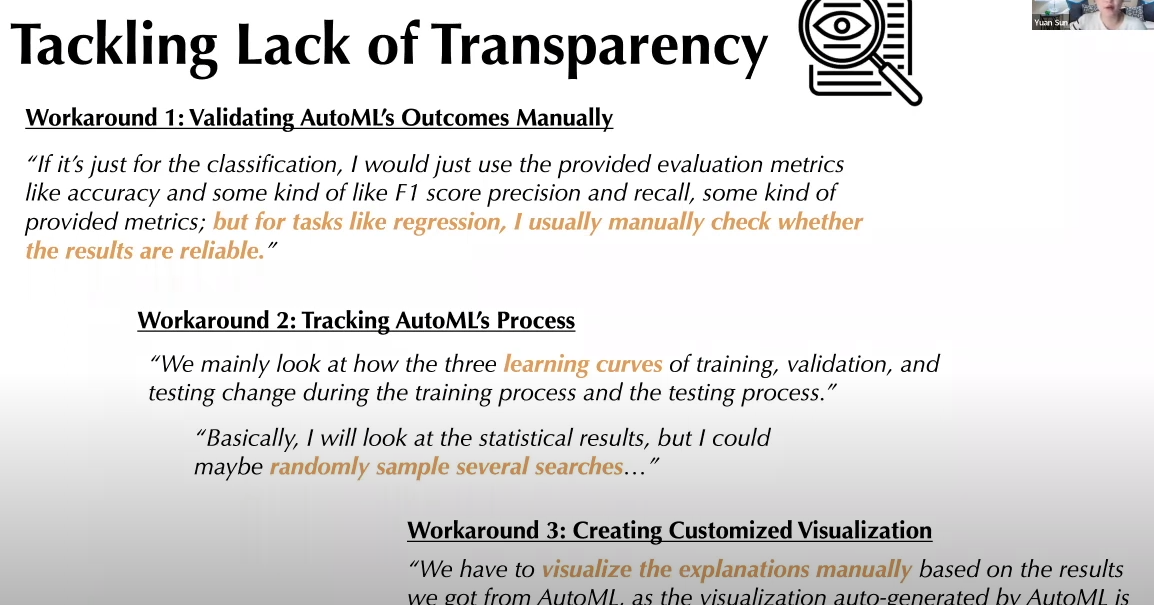 Tackling Lack of Transparency
Yuan Sun
Workaround 1: Validating AutoML's Outcomes Manually
“If it's just for the classification, I would just use the provided evaluation metrics
like accuracy and some kind of like F1 score precision and recall, some kind of
provided metrics; but for tasks like regression, I usually manually check whether
the results are reliable.”
Workaround 2: Tracking AutoML's Process
“We mainly look at how the three learning curves of training, validation, and
testing change during the training process and the testing process.”
“Basically, I will look at the statistical results, but I could
maybe randomly sample several searches…”
Workaround 3: Creating Customized Visualization
“We have to visualize the explanations manually based on the results
we got from AutoML, as the visualization auto-generated by AutoML is